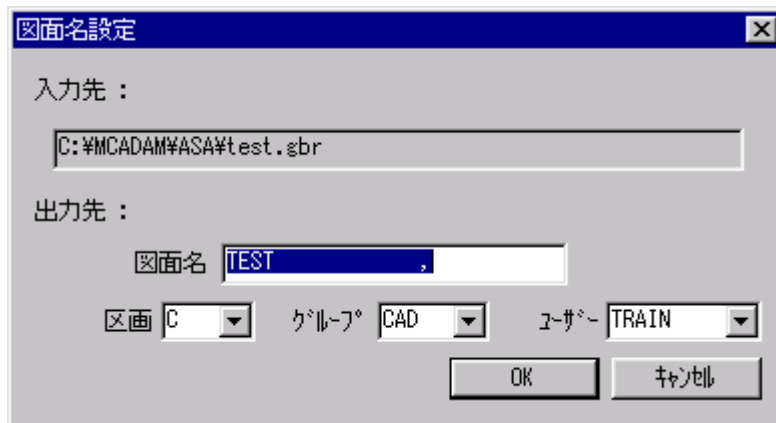 図面名設定
入力先 :
C:¥MCADAM¥ASA¥test.gbr
出力先 :
図面名 TEST ,
区画 C ｸﾞﾙｰﾌﾟ CAD ﾕｰｻﾞｰ TRAIN
OK ｷｬﾝｾﾙ